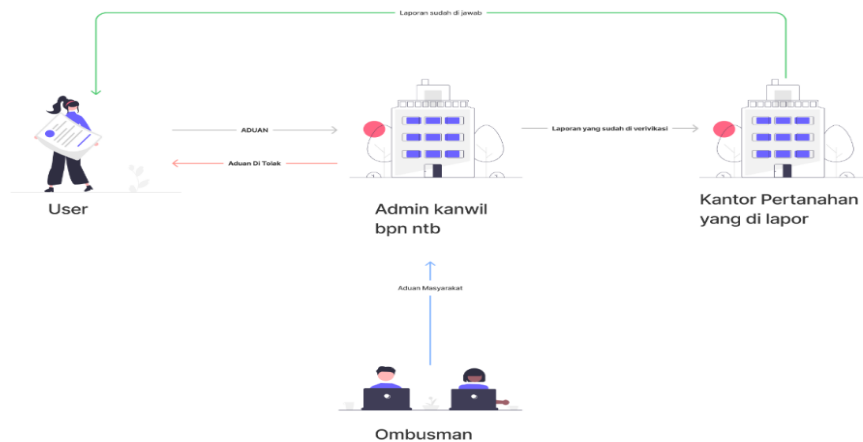 Laporan sudah di jawab
ADUAN
Laporan yang sudah di verivikasi
Aduan Di Tolak
User
Admin kanwil
bpn ntb
Kantor Pertanahan
yang di lapor
Aduan Masyarakat
Ombusman